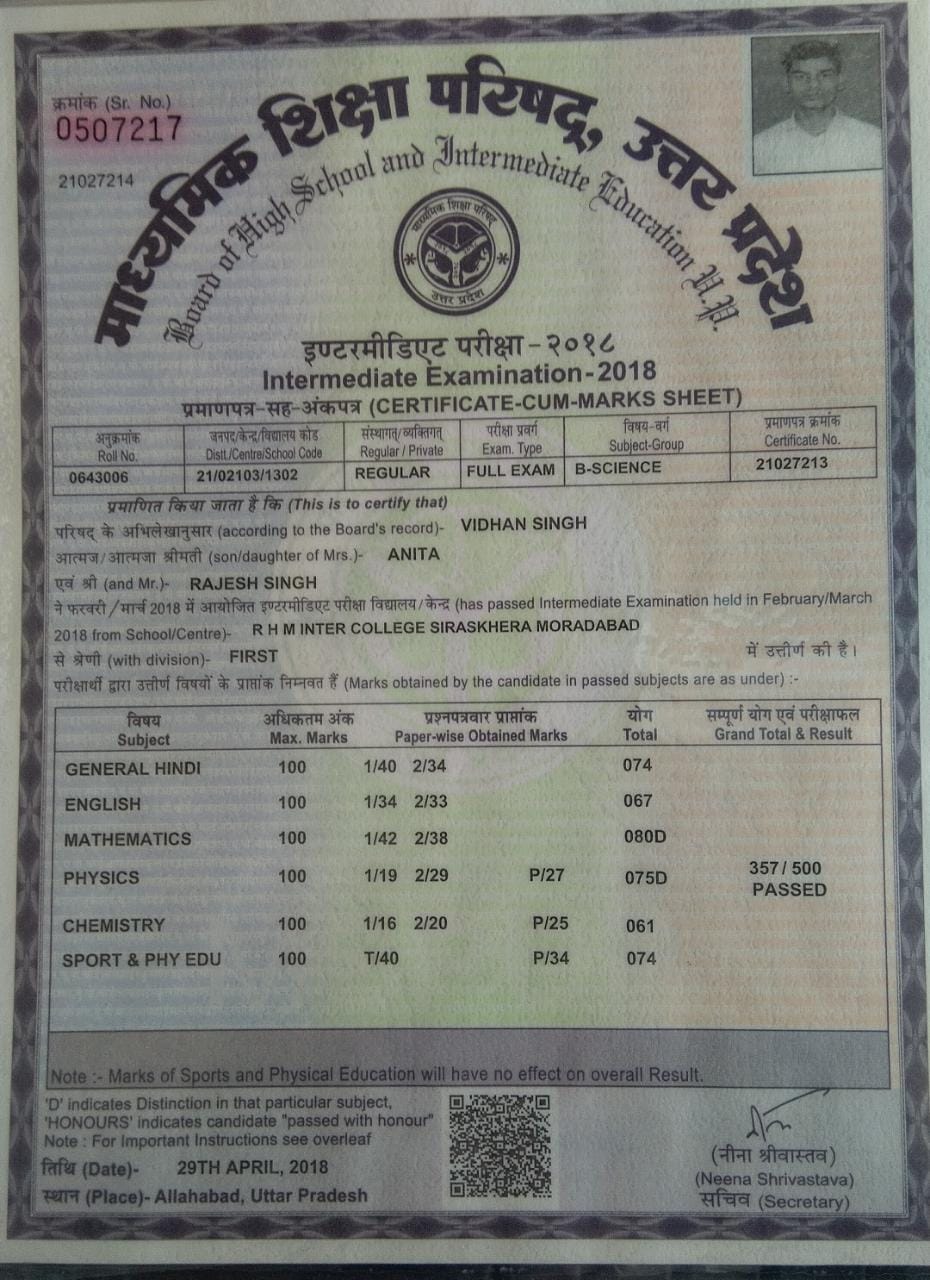 क्रमांक (Sr. No.)
0507217
21027214
माध्यमिक शिक्षा परिषद्, उत्तर प्रदेश
Board of High School and Intermediate Education U.P.
माध्यमिक शिक्षा परिषद्
उत्तर प्रदेश
इण्टरमीडिएट परीक्षा - २०१८
Intermediate Examination-2018
प्रमाणपत्र-सह-अंकपत्र (CERTIFICATE-CUM-MARKS SHEET)
अनुक्रमांक जनपद/केन्द्र/विद्यालय कोड संस्थागत्/व्यक्तिगत् परीक्षा प्रवर्ग विषय-वर्ग प्रमाणपत्र क्रमांक
Roll No. Distt./Centre/School Code Regular / Private Exam. Type Subject-Group Certificate No.
0643006 21/02103/1302 REGULAR FULL EXAM B-SCIENCE 21027213
प्रमाणित किया जाता है कि (This is to certify that)
परिषद् के अभिलेखानुसार (according to the Board's record)- VIDHAN SINGH
आत्मज/आत्मजा श्रीमती (son/daughter of Mrs.)- ANITA
एवं श्री (and Mr.)- RAJESH SINGH
ने फरवरी/मार्च 2018 में आयोजित इण्टरमीडिएट परीक्षा विद्यालय/केन्द्र (has passed Intermediate Examination held in February/March
2018 from School/Centre)- R H M INTER COLLEGE SIRASKHERA MORADABAD
से श्रेणी (with division)- FIRST में उत्तीर्ण की है।
परीक्षार्थी द्वारा उत्तीर्ण विषयों के प्राप्तांक निम्नवत हैं (Marks obtained by the candidate in passed subjects are as under) :-
विषय अधिकतम अंक प्रश्नपत्रवार प्राप्तांक योग सम्पूर्ण योग एवं परीक्षाफल
Subject Max. Marks Paper-wise Obtained Marks Total Grand Total & Result
GENERAL HINDI 100 1/40 2/34 074
ENGLISH 100 1/34 2/33 067
MATHEMATICS 100 1/42 2/38 080D
PHYSICS 100 1/19 2/29 P/27 075D 357/ 500
PASSED
CHEMISTRY 100 1/16 2/20 P/25 061
SPORT & PHY EDU 100 T/40 P/34 074
Note :- Marks of Sports and Physical Education will have no effect on overall Result.
'D' indicates Distinction in that particular subject,
'HONOURS' indicates candidate "passed with honour"
Note : For Important Instructions see overleaf
तिथि (Date)- 29TH APRIL, 2018
स्थान (Place)- Allahabad, Uttar Pradesh
(नीना श्रीवास्तव)
(Neena Shrivastava)
सचिव (Secretary)